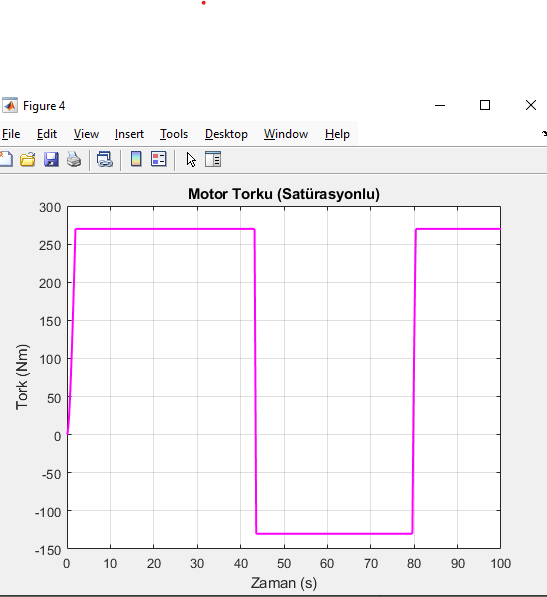 Figure 4
File Edit View Insert Tools Desktop Window Help
Motor Torku (Satürasyonlu)
300
250
200
150
100
50
0
-50
-100
-150
Tork (Nm)
0 10 20 30 40 50 60 70 80 90 100
Zaman (s)